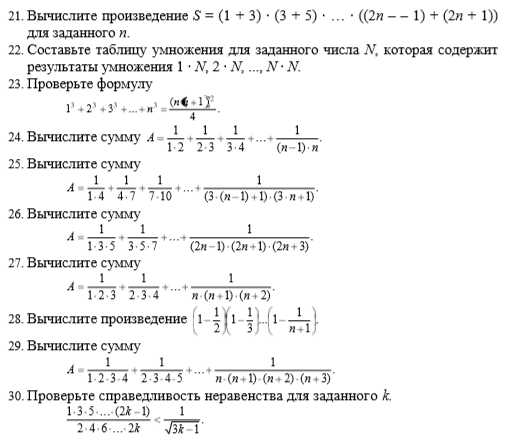 21. Вычислите произведение S = (1 + 3) · (3 + 5) · … · ((2n – – 1) + (2n + 1))
для заданного n.
22. Составьте таблицу умножения для заданного числа N, которая содержит
результаты умножения 1 · N, 2 · N, ..., N · N.
23. Проверьте формулу
1³ + 2³ + 3³ + ... + n³ = (n(n+1))²/4.
24. Вычислите сумму A = 1/(1·2) + 1/(2·3) + 1/(3·4) + ... + 1/((n−1)·n).
25. Вычислите сумму
A = 1/(1·4) + 1/(4·7) + 1/(7·10) + ... + 1/((3·(n−1)+1)·(3·n+1)).
26. Вычислите сумму
A = 1/(1·3·5) + 1/(3·5·7) + ... + 1/((2n−1)·(2n+1)·(2n+3)).
27. Вычислите сумму
A = 1/(1·2·3) + 1/(2·3·4) + ... + 1/(n·(n+1)·(n+2)).
28. Вычислите произведение (1−1/2)(1−1/3)...(1−1/(n+1)).
29. Вычислите сумму
A = 1/(1·2·3·4) + 1/(2·3·4·5) + ... + 1/(n·(n+1)·(n+2)·(n+3)).
30. Проверьте справедливость неравенства для заданного k.
1·3·5·...·(2k−1)/(2·4·6·...·2k) < 1/√(3k−1).